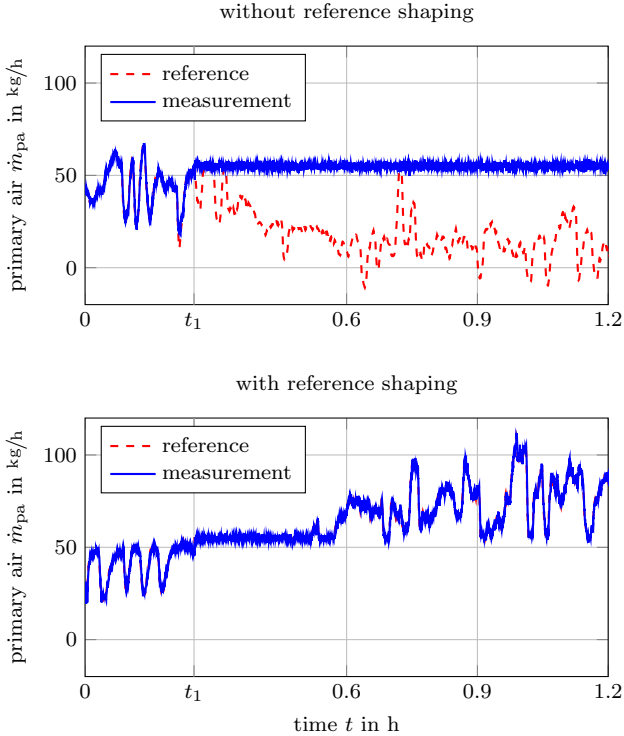 without reference shaping
primary air ṁpa in kg/h
100
50
0
reference
measurement
0
t1
0.6
0.9
1.2
with reference shaping
primary air ṁpa in kg/h
100
50
0
reference
measurement
0
t1
0.6
0.9
1.2
time t in h